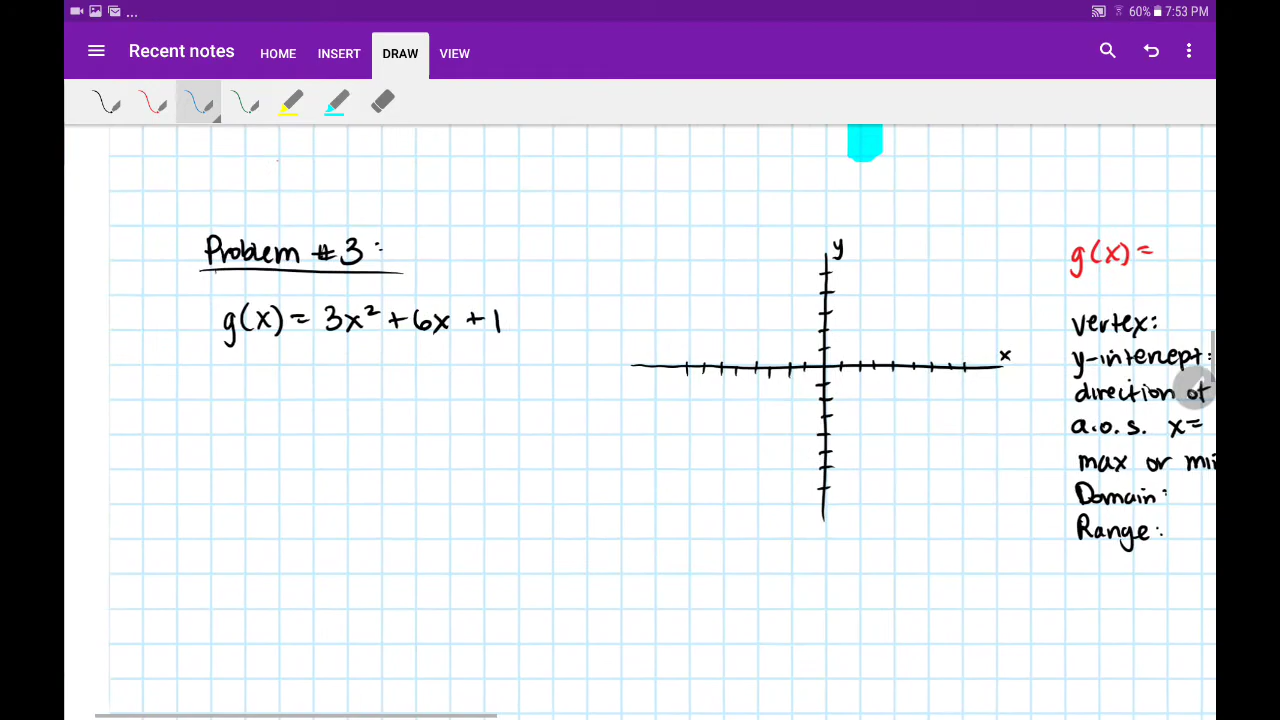 ... 60% 7:53 PM
Recent notes HOME INSERT DRAW VIEW
Problem #3:
g(x) = 3x² + 6x + 1
y
x
g(x) =
vertex:
y-intercept:
direction of
a.o.s. x=
max or mi
Domain:
Range: